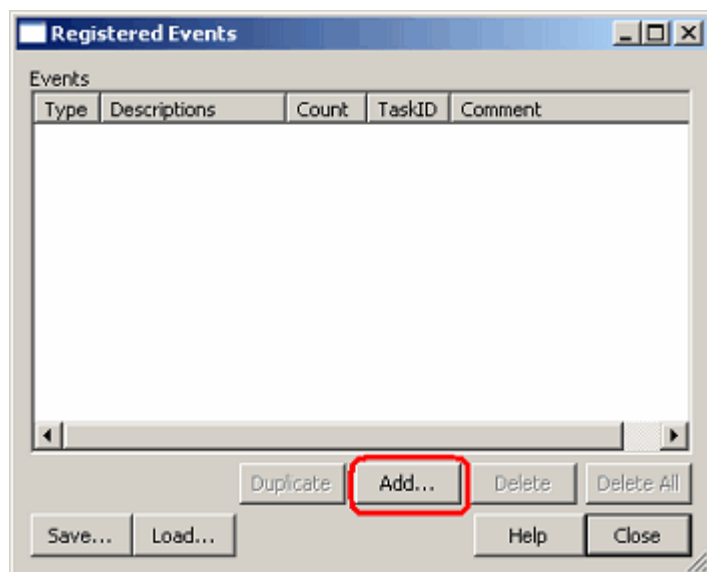 Registered Events
Events
Type Descriptions Count TaskID Comment
Duplicate Add... Delete Delete All
Save... Load... Help Close